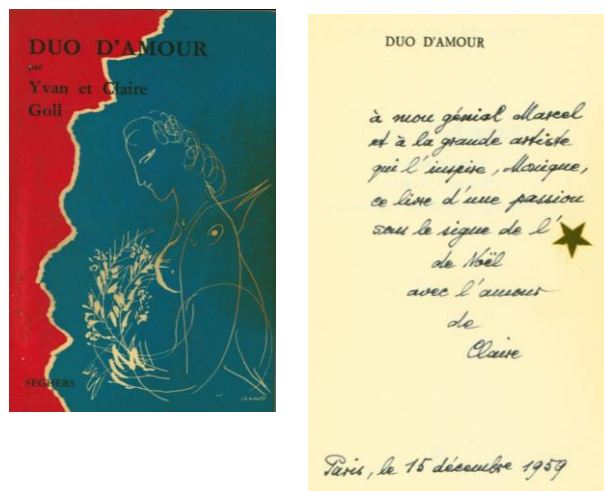 DUO D'AMOUR
par
Yvan et Claire
Goll
SEGHERS
CHAGALL
DUO D'AMOUR
à mon génial Marcel
et à la grande artiste
qui l'inspire, Monique,
ce livre d'une passion
sous le signe de l'
de Noël
avec l'amour
de
Claire
Paris, le 15 décembre 1959